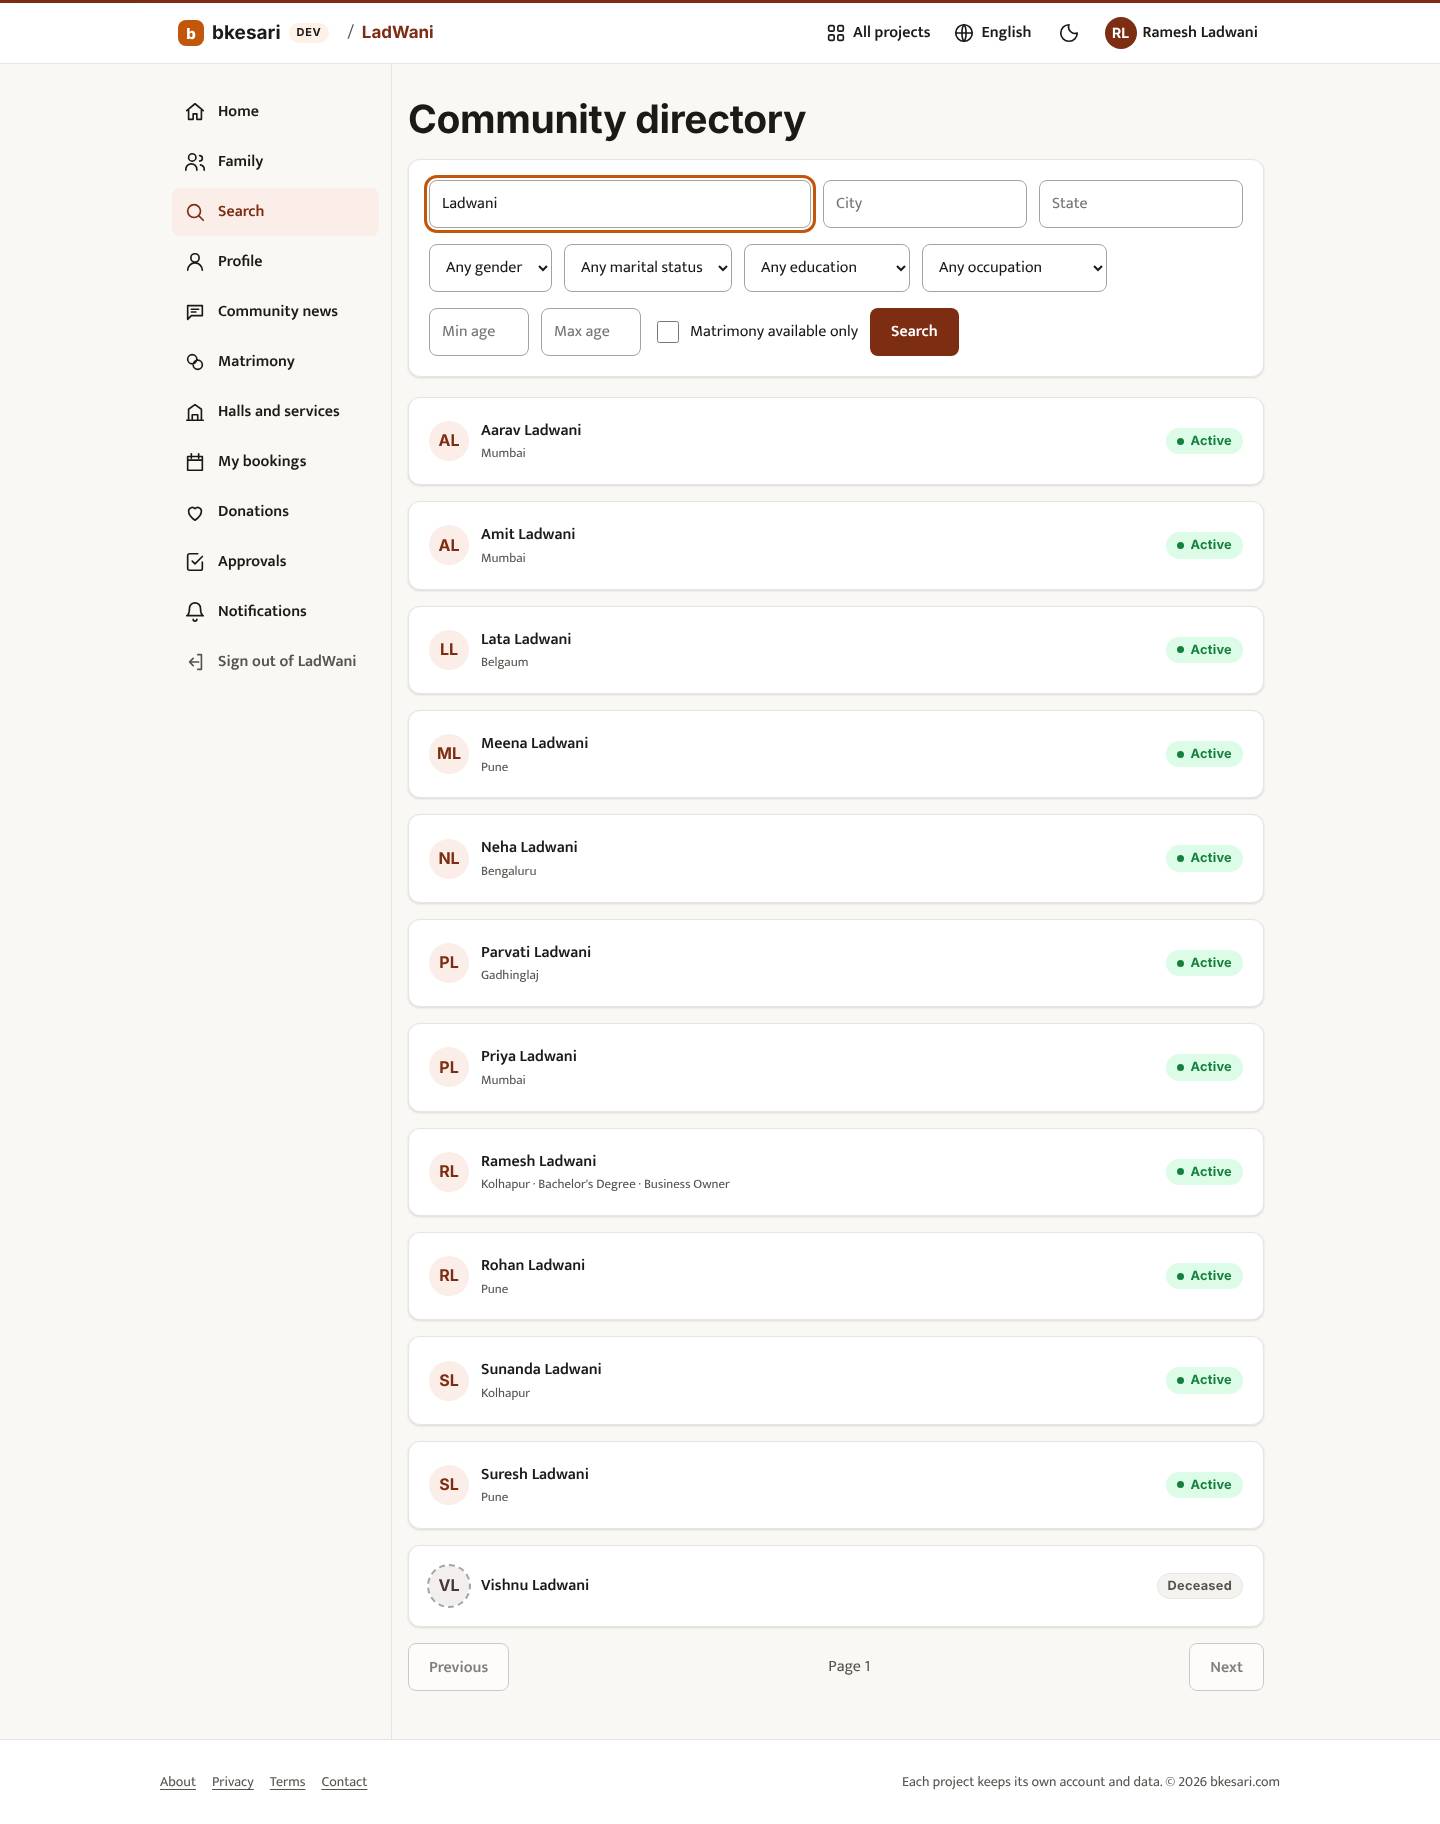 b bkesari DEV / LadWani All projects English RL Ramesh Ladwani
Home
Family
Search
Profile
Community news
Matrimony
Halls and services
My bookings
Donations
Approvals
Notifications
Sign out of LadWani
Community directory
Ladwani City State
Any gender Any marital status Any education Any occupation
Min age Max age Matrimony available only Search
AL Aarav Ladwani Active
Mumbai
AL Amit Ladwani Active
Mumbai
LL Lata Ladwani Active
Belgaum
ML Meena Ladwani Active
Pune
NL Neha Ladwani Active
Bengaluru
PL Parvati Ladwani Active
Gadhinglaj
PL Priya Ladwani Active
Mumbai
RL Ramesh Ladwani Active
Kolhapur · Bachelor's Degree · Business Owner
RL Rohan Ladwani Active
Pune
SL Sunanda Ladwani Active
Kolhapur
SL Suresh Ladwani Active
Pune
VL Vishnu Ladwani Deceased
Previous Page 1 Next
About Privacy Terms Contact Each project keeps its own account and data. © 2026 bkesari.com